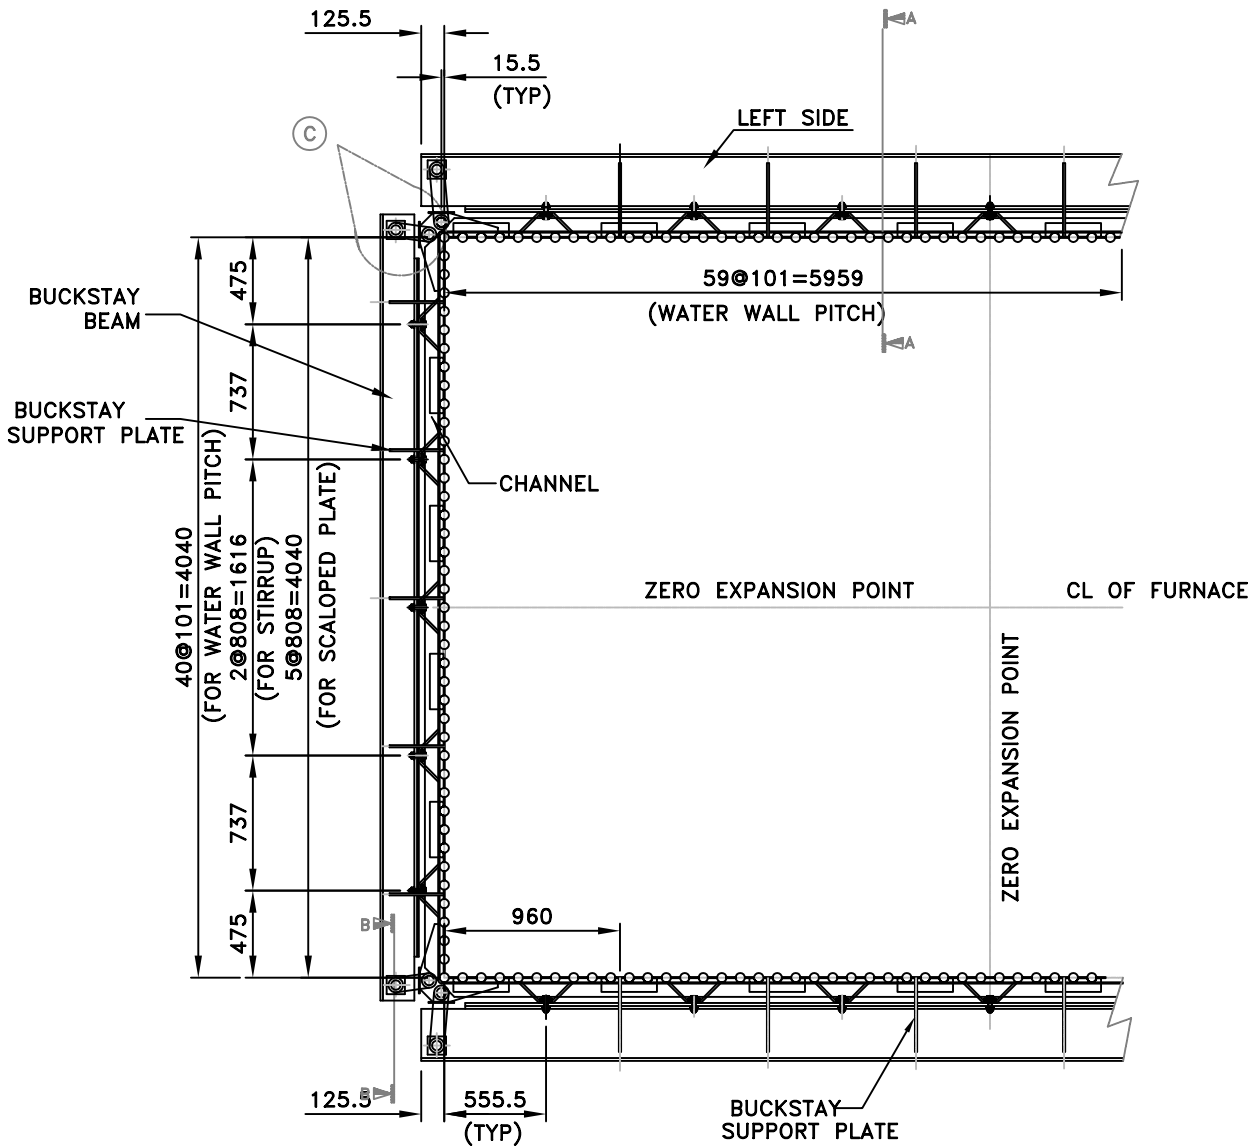 125.5
A
15.5
(TYP)
LEFT SIDE
C
59@101=5959
(WATER WALL PITCH)
A
475
BUCKSTAY
BEAM
737
BUCKSTAY
SUPPORT PLATE
CHANNEL
40@101=4040
(FOR WATER WALL PITCH)
2@808=1616
(FOR STIRRUP)
5@808=4040
(FOR SCALOPED PLATE)
ZERO EXPANSION POINT
CL OF FURNACE
ZERO EXPANSION POINT
737
475
B
960
B
125.5
555.5
(TYP)
BUCKSTAY
SUPPORT PLATE